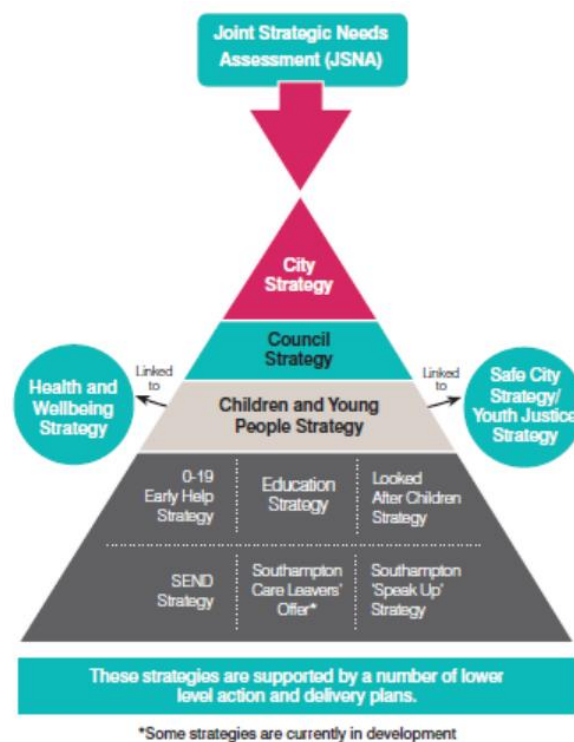 Joint Strategic Needs
Assessment (JSNA)
City
Strategy
Council
Strategy
Health and
Wellbeing
Strategy
Linked
to
Children and Young
People Strategy
Linked
to
Safe City
Strategy/
Youth Justice
Strategy
0-19
Early Help
Strategy
Education
Strategy
Looked
After Children
Strategy
SEND
Strategy
Southampton
Care Leavers'
Offer*
Southampton
'Speak Up'
Strategy
These strategies are supported by a number of lower
level action and delivery plans.
*Some strategies are currently in development